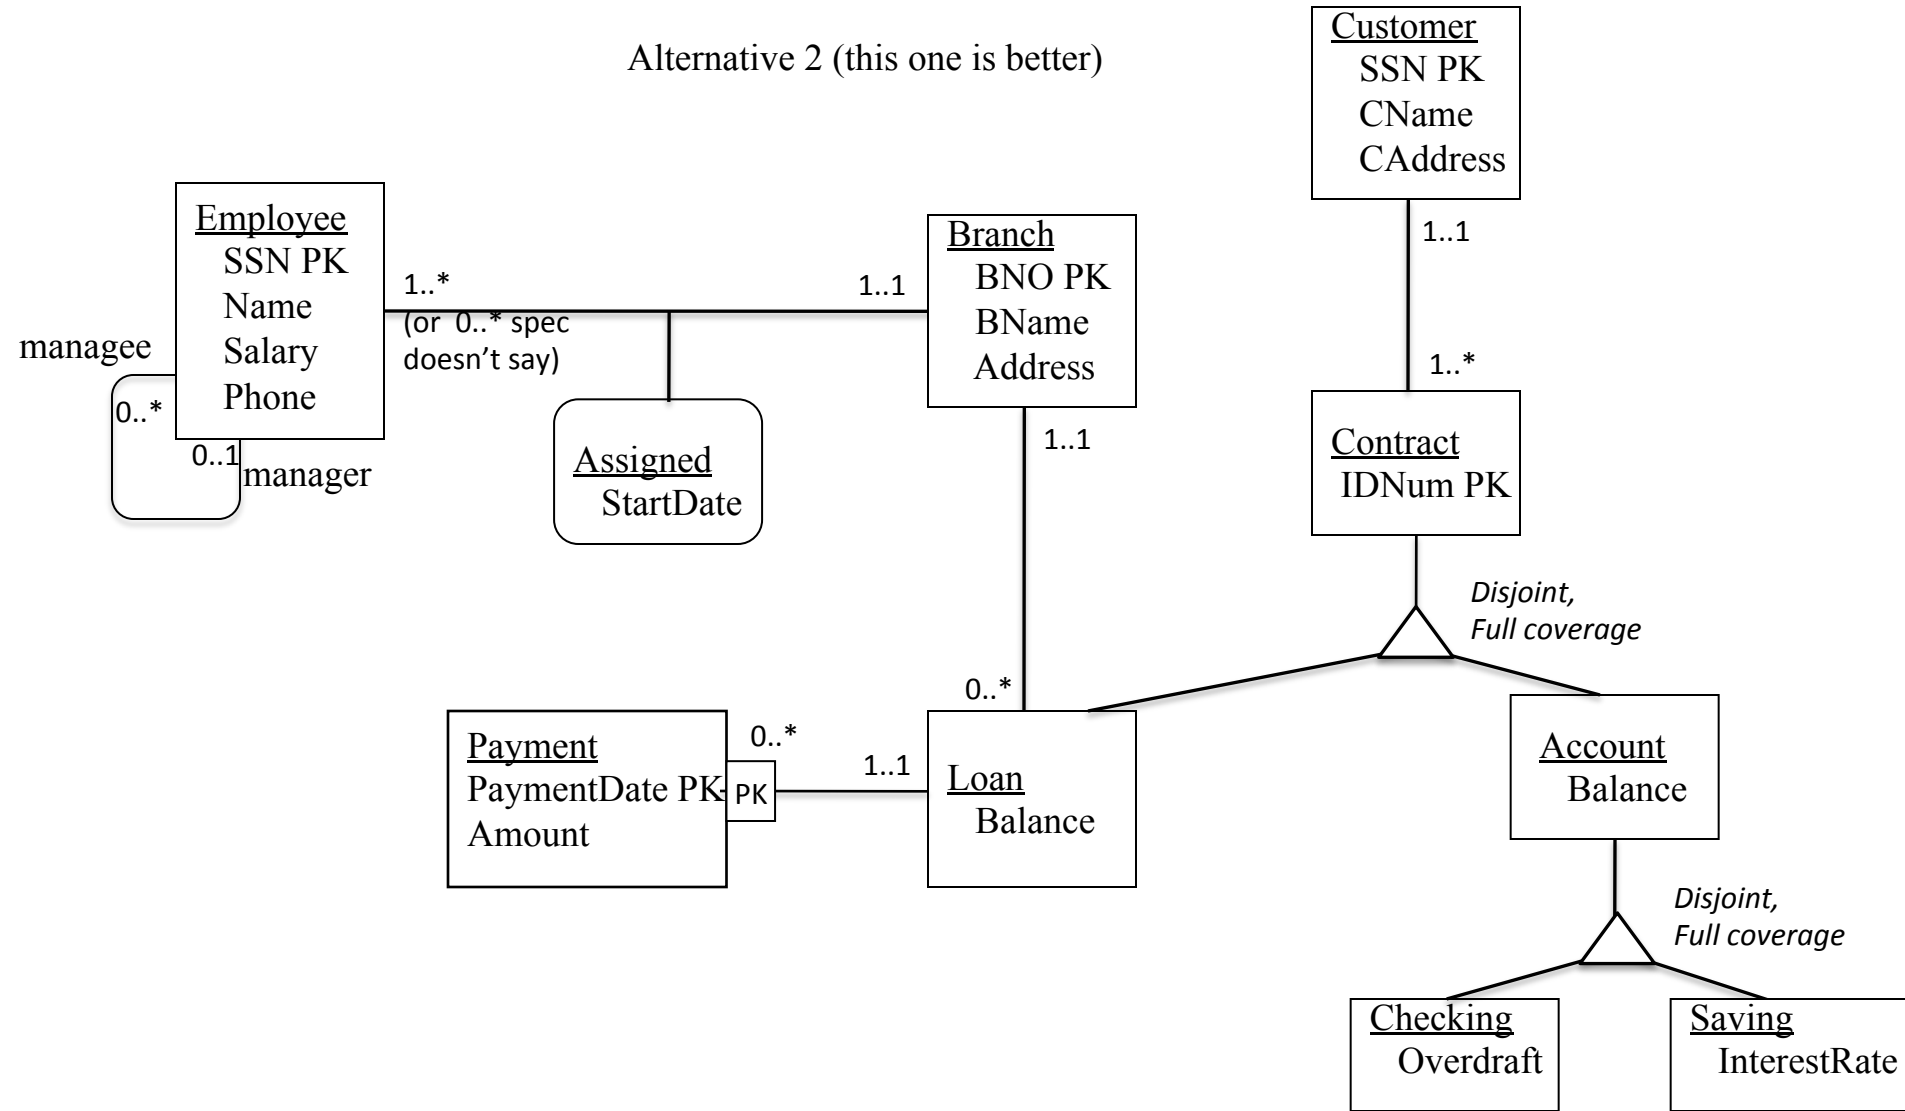 Alternative 2 (this one is better)
Customer
SSN PK
CName
CAddress
1..1
1..*
Employee
SSN PK
Name
Salary
Phone
managee
0..*
0..1
manager
1..*
(or 0..* spec
doesn't say)
1..1
Assigned
StartDate
Branch
BNO PK
BName
Address
1..1
0..*
Contract
IDNum PK
Disjoint,
Full coverage
Payment
PaymentDate PK
Amount
PK
0..*
1..1
Loan
Balance
Account
Balance
Disjoint,
Full coverage
Checking
Overdraft
Saving
InterestRate